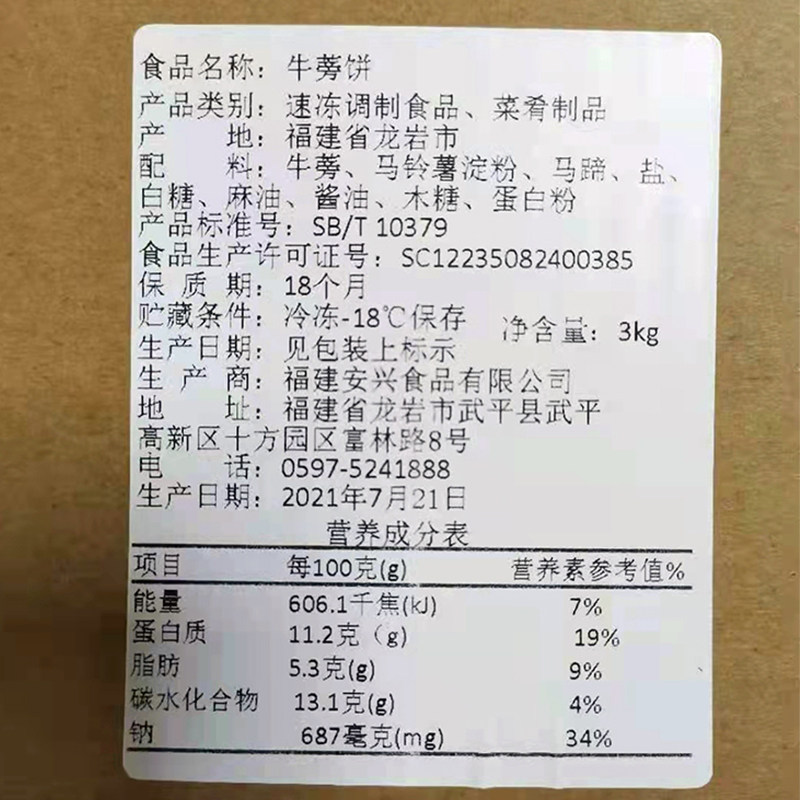 食品名称：牛蒡饼
产品类别：速冻调制食品、菜肴制品
产 地：福建省龙岩市
配 料：牛蒡、马铃薯淀粉、马蹄、盐、
白糖、麻油、酱油、木糖、蛋白粉
产品标准号：SB/T 10379
食品生产许可证号：SC12235082400385
保 质 期：18个月
贮藏条件：冷冻-18℃保存 净含量：3kg
生产日期：见包装上标示
生 产 商：福建安兴食品有限公司
地 址：福建省龙岩市武平县武平
高新区十方园区富林路8号
电 话：0597-5241888
生产日期：2021年7月21日
营养成分表
项目 每100克(g) 营养素参考值%
能量 606.1千焦(kJ) 7%
蛋白质 11.2克（g） 19%
脂肪 5.3克(g) 9%
碳水化合物 13.1克(g) 4%
钠 687毫克(mg) 34%